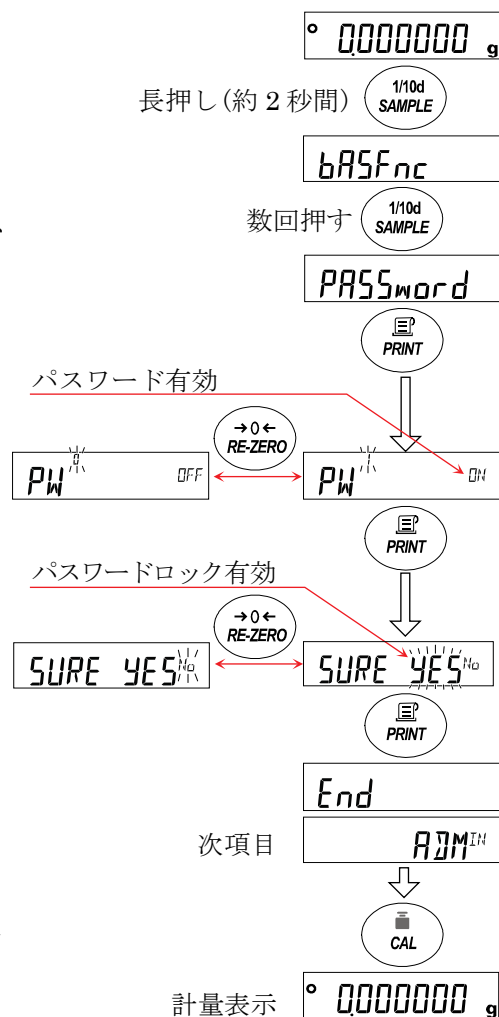 0.000000 g
長押し(約 2 秒間)
1/10d
SAMPLE
bASFnc
数回押す
1/10d
SAMPLE
PASSword
PRINT
パスワード有効
→0←
RE-ZERO
PW 0 OFF
PW 1 ON
PRINT
パスワードロック有効
→0←
RE-ZERO
SURE YES No
SURE YES No
PRINT
End
次項目
ADMIN
CAL
計量表示
0.000000 g